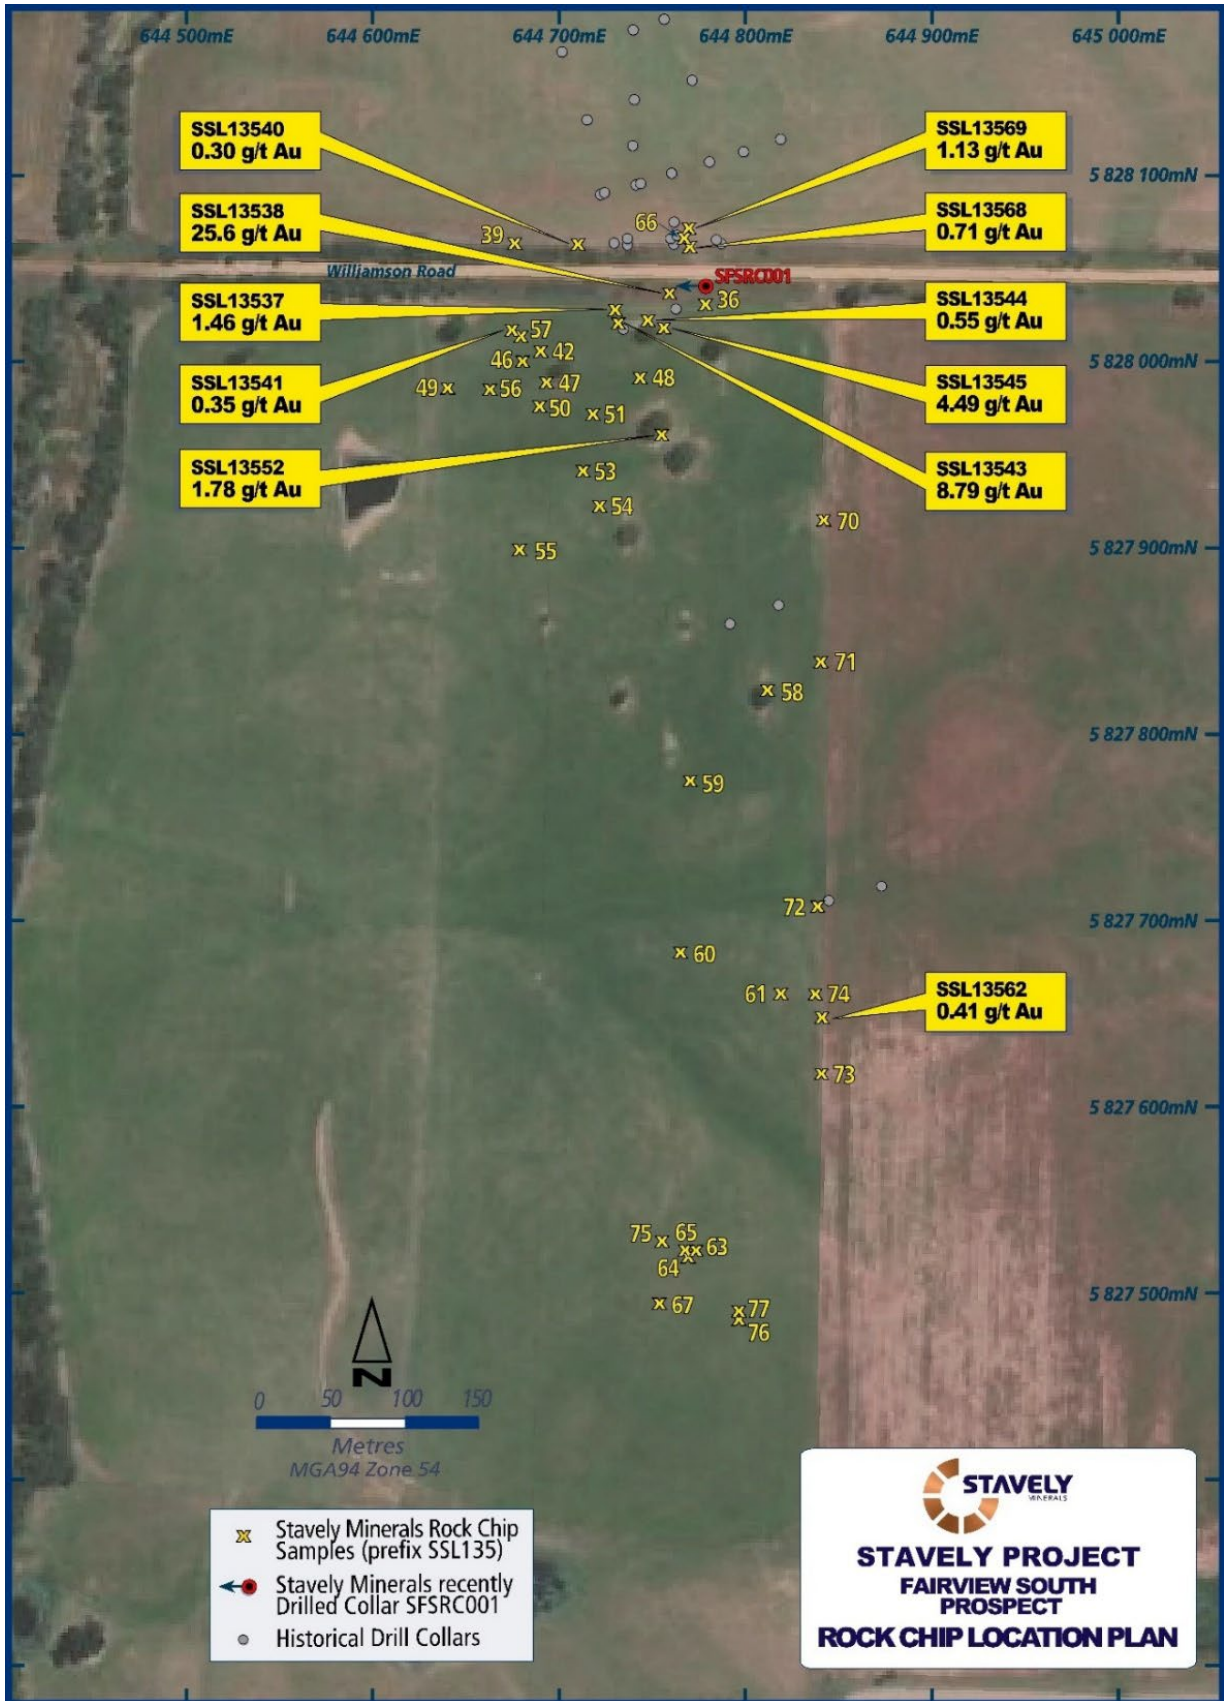 644 500mE
644 600mE
644 700mE
644 800mE
644 900mE
645 000mE
SSL13540
0.30 g/t Au
SSL13569
1.13 g/t Au
5 828 100mN
SSL13538
25.6 g/t Au
39
66
SSL13568
0.71 g/t Au
Williamson Road
SFSRC001
36
SSL13537
1.46 g/t Au
SSL13544
0.55 g/t Au
57
42
46
5 828 000mN
49
56
47
48
50
51
SSL13541
0.35 g/t Au
SSL13545
4.49 g/t Au
SSL13552
1.78 g/t Au
53
SSL13543
8.79 g/t Au
54
70
55
5 827 900mN
71
58
5 827 800mN
59
72
5 827 700mN
60
61
74
SSL13562
0.41 g/t Au
73
5 827 600mN
75
65
63
64
67
77
76
5 827 500mN
N
0
50
100
150
Metres
MGA94 Zone 54
Stavely Minerals Rock Chip
Samples (prefix SSL135)
Stavely Minerals recently
Drilled Collar SFSRC001
Historical Drill Collars
STAVELY
MINERALS
STAVELY PROJECT
FAIRVIEW SOUTH
PROSPECT
ROCK CHIP LOCATION PLAN